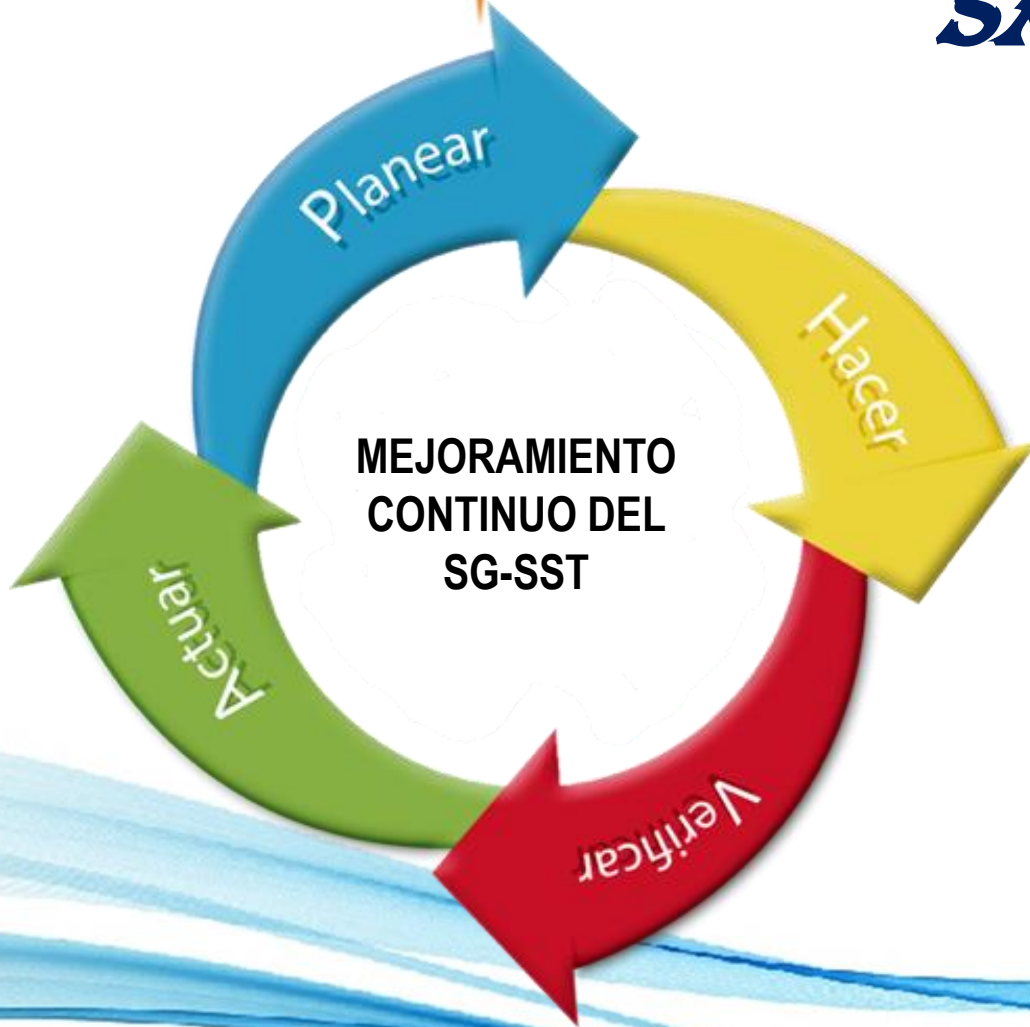 Planear
Hacer
MEJORAMIENTO
CONTINUO DEL
SG-SST
Actuar
Verificar